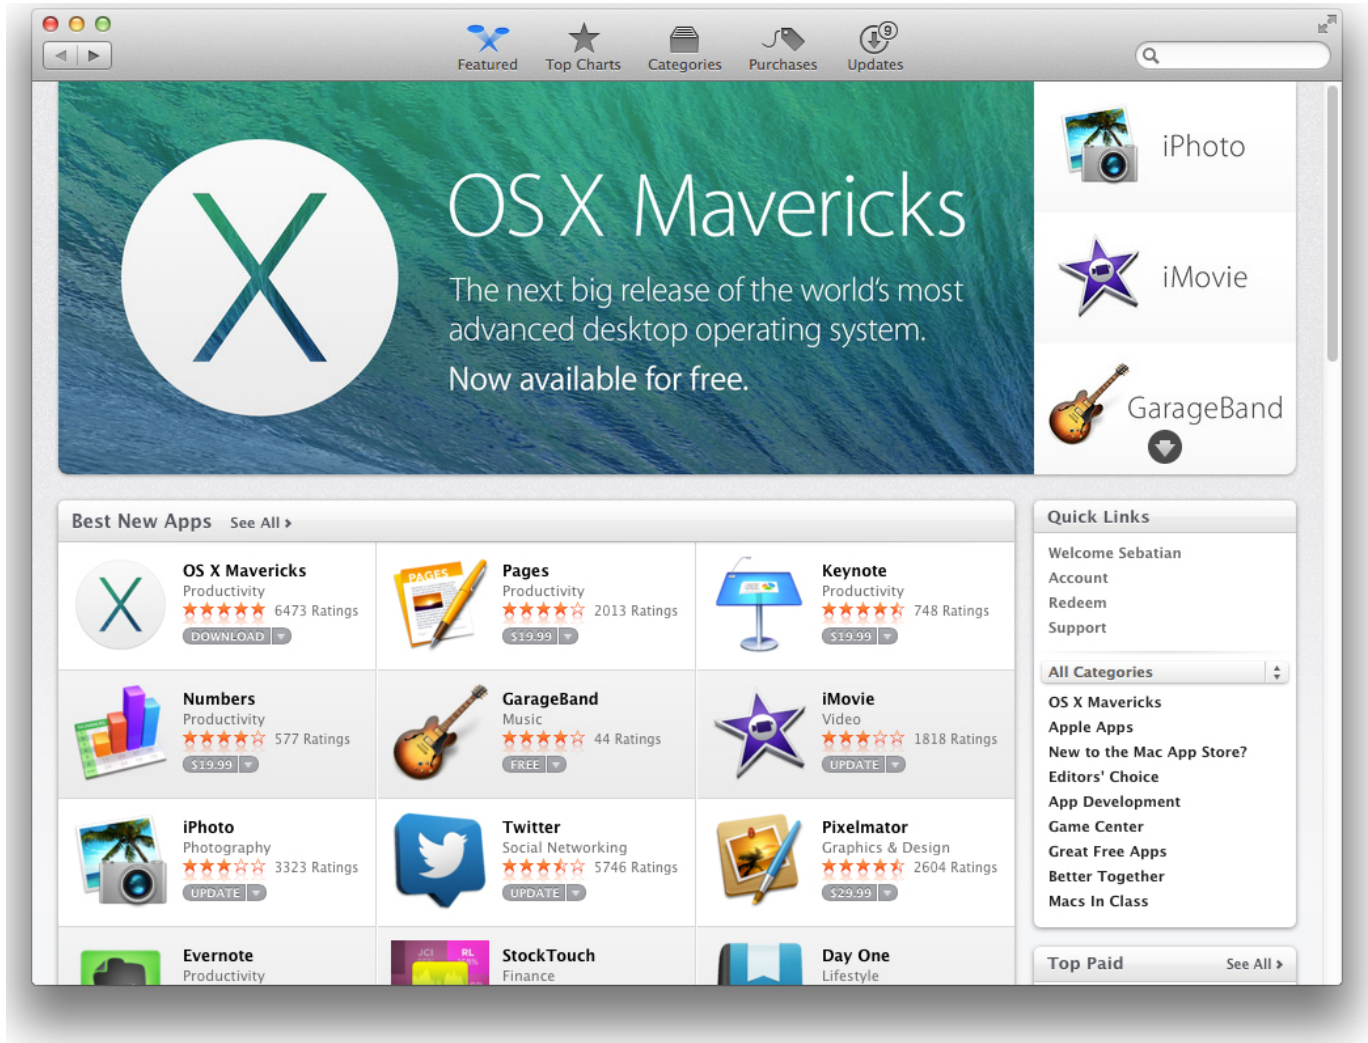 9
Featured
Top Charts
Categories
Purchases
Updates
OS X Mavericks
The next big release of the world's most
advanced desktop operating system.
Now available for free.
iPhoto
iMovie
GarageBand
Best New Apps See All ›
OS X Mavericks
Productivity
6473 Ratings
DOWNLOAD
PAGES
Pages
Productivity
2013 Ratings
$19.99
Keynote
Productivity
748 Ratings
$19.99
Numbers
Productivity
577 Ratings
$19.99
GarageBand
Music
44 Ratings
FREE
iMovie
Video
1818 Ratings
UPDATE
iPhoto
Photography
3323 Ratings
UPDATE
Twitter
Social Networking
5746 Ratings
UPDATE
Pixelmator
Graphics & Design
2604 Ratings
$29.99
Evernote
Productivity
JCI
RL
StockTouch
Finance
Day One
Lifestyle
Quick Links
Welcome Sebatian
Account
Redeem
Support
All Categories
OS X Mavericks
Apple Apps
New to the Mac App Store?
Editors' Choice
App Development
Game Center
Great Free Apps
Better Together
Macs In Class
Top Paid
See All ›